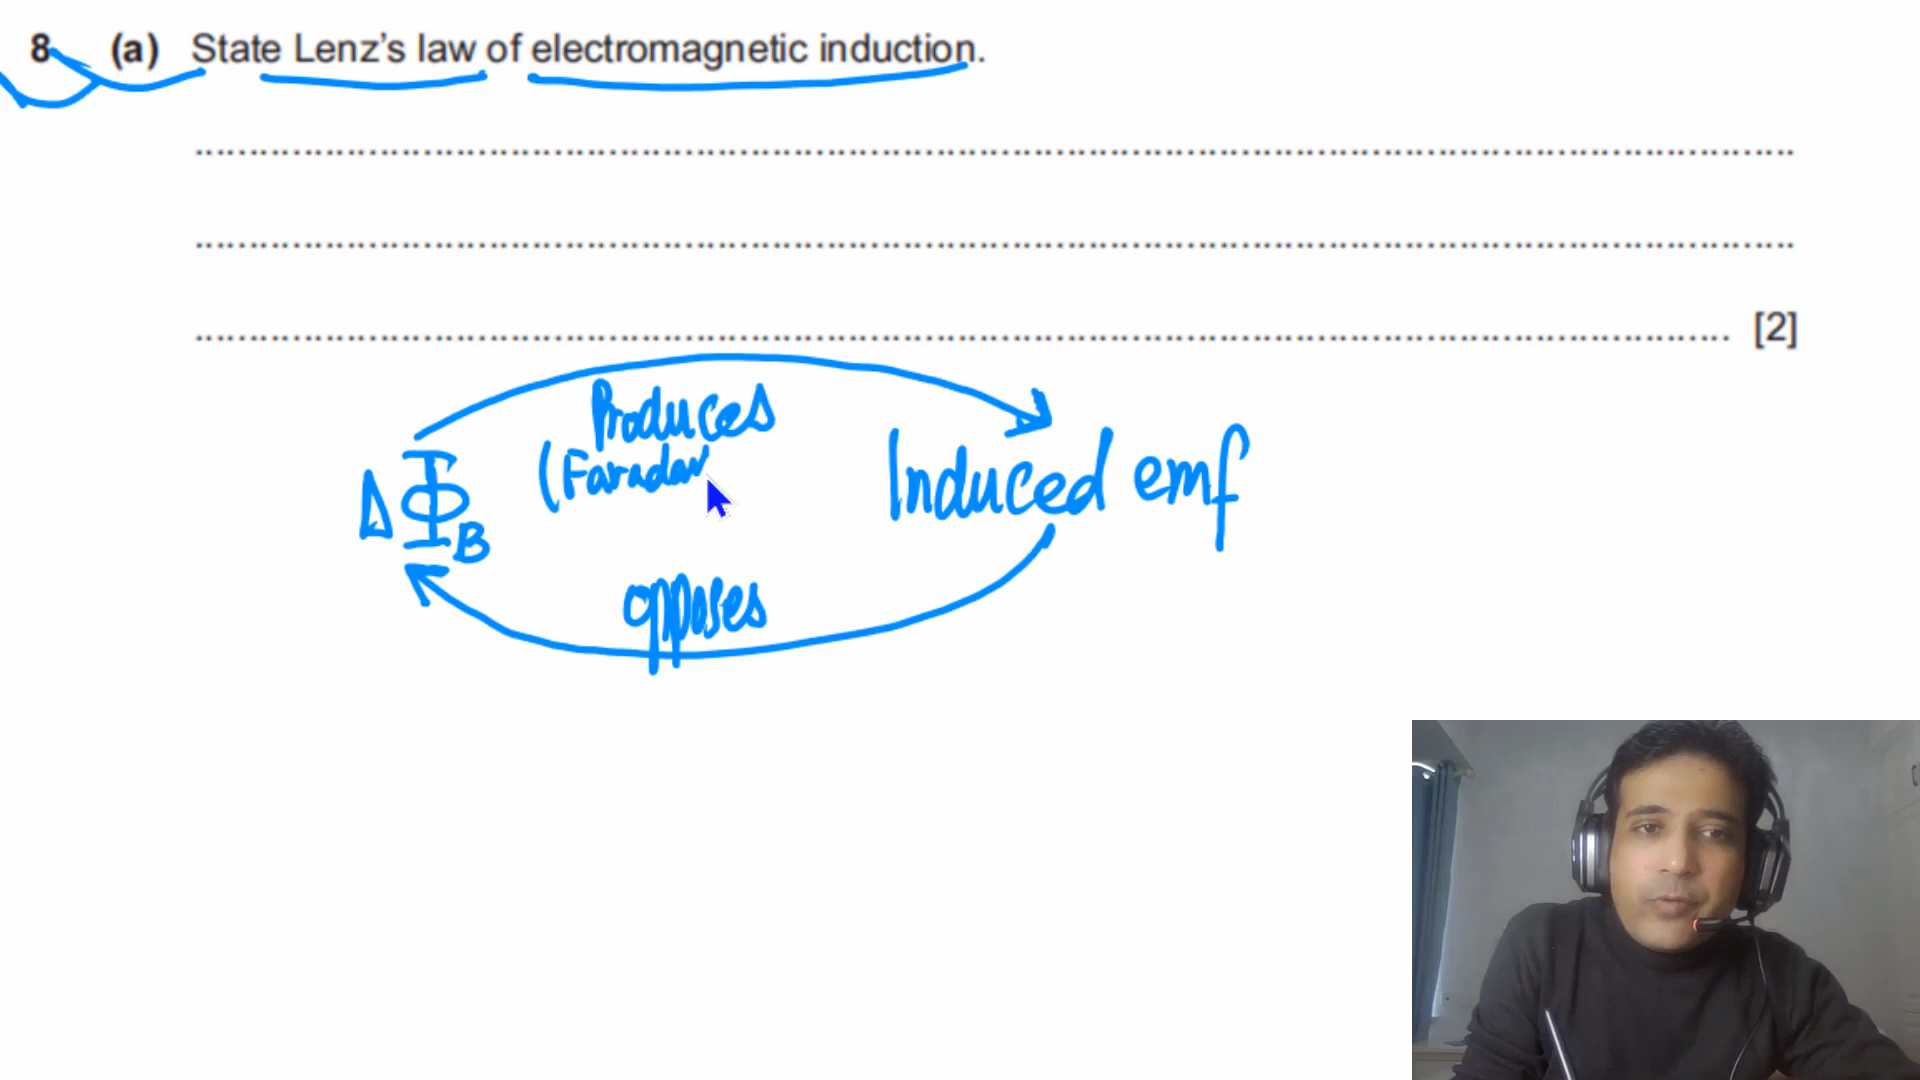 8 (a) State Lenz's law of electromagnetic induction.
[2]
Produces
(Faraday
ΔΦB
Induced emf
opposes